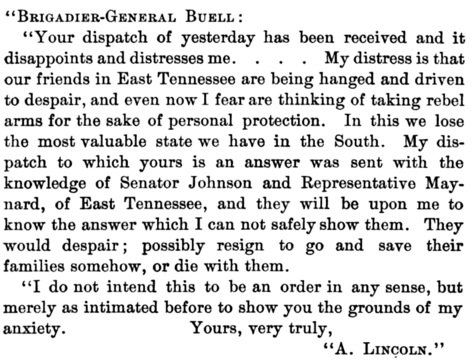 “BRIGADIER-GENERAL BUELL:
“Your dispatch of yesterday has been received and it
disappoints and distresses me. . . . My distress is that
our friends in East Tennessee are being hanged and driven
to despair, and even now I fear are thinking of taking rebel
arms for the sake of personal protection. In this we lose
the most valuable state we have in the South. My dis-
patch to which yours is an answer was sent with the
knowledge of Senator Johnson and Representative May-
nard, of East Tennessee, and they will be upon me to
know the answer which I can not safely show them. They
would despair; possibly resign to go and save their
families somehow, or die with them.
“I do not intend this to be an order in any sense, but
merely as intimated before to show you the grounds of my
anxiety. Yours, very truly,
“A. LINCOLN.”